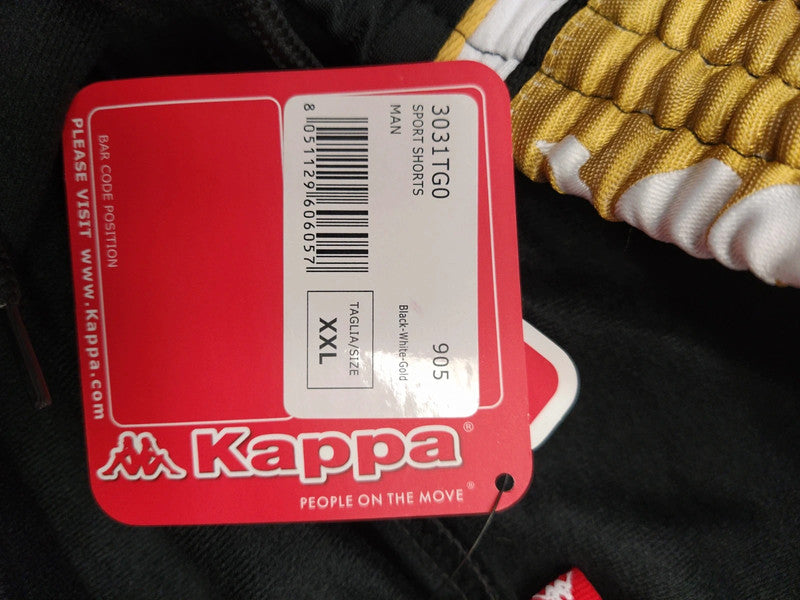 3031TG0
SPORT SHORTS
MAN
8 051129 606057
905
Black-White-Gold
TAGLIA/SIZE
XXL
BAR CODE POSITION
PLEASE VISIT www.Kappa.com
Kappa®
PEOPLE ON THE MOVE®